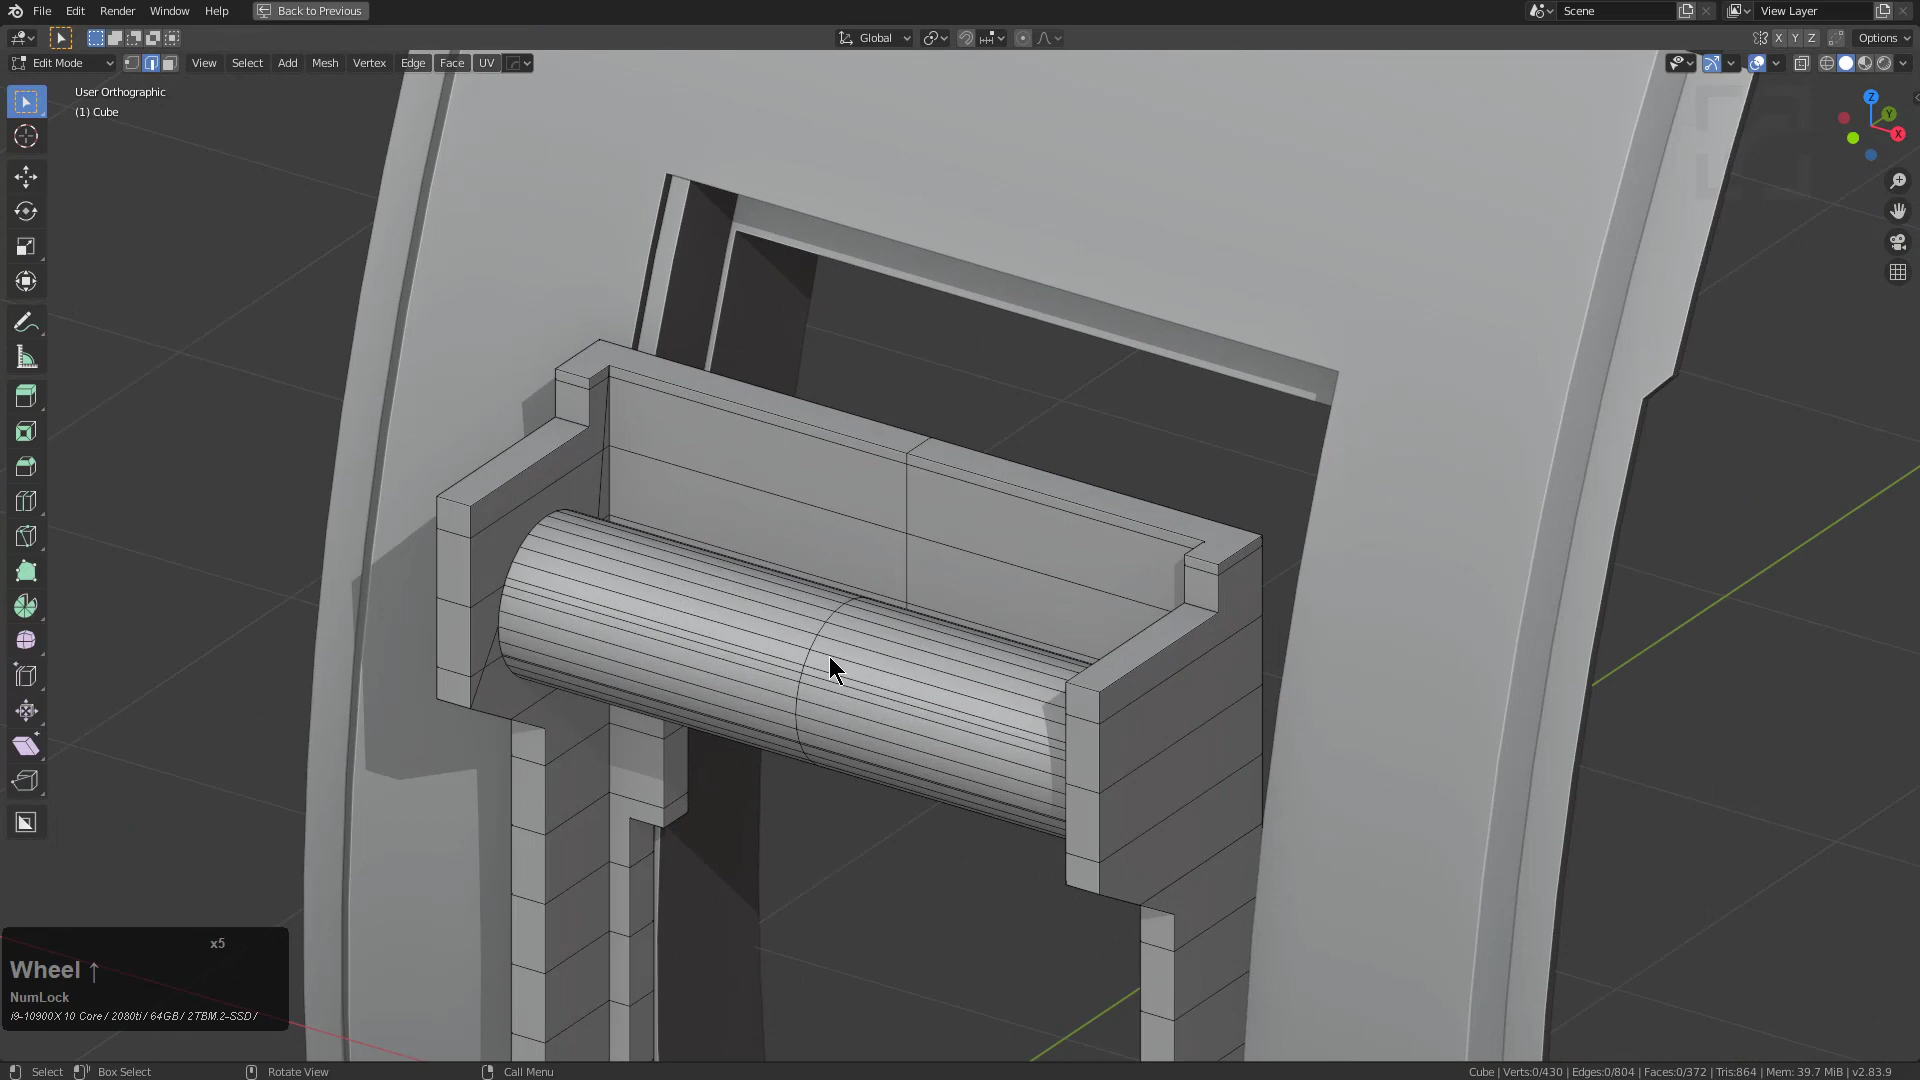 File Edit Render Window Help Back to Previous Scene View Layer
Global X Y Z Options
Edit Mode View Select Add Mesh Vertex Edge Face UV
User Orthographic
(1) Cube
Z
Y
X
x5
Wheel ↑
NumLock
i9-10900X 10 Core / 2080ti / 64GB / 2TBM.2-SSD /
Select Box Select Rotate View Call Menu Cube | Verts:0/430 | Edges:0/804 | Faces:0/372 | Tris:864 | Mem: 39.7 MiB | v2.83.9